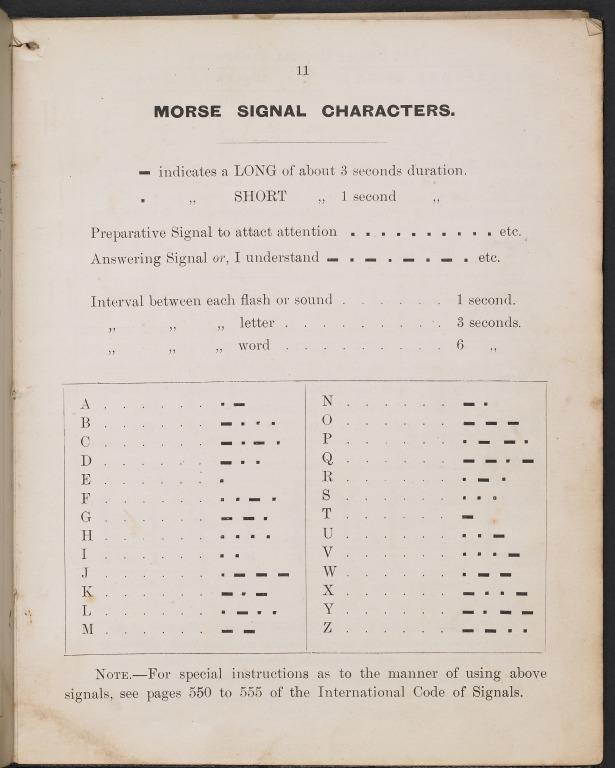 11
MORSE SIGNAL CHARACTERS.
▬ indicates a LONG of about 3 seconds duration.
. ,, SHORT ,, 1 second ,,
Preparative Signal to attact attention . . . . . . . . . . etc.
Answering Signal or, I understand ▬ . ▬ . ▬ . ▬ . etc.
Interval between each flash or sound . . . . . . 1 second.
,, ,, ,, letter . . . . . . . . . 3 seconds.
,, ,, ,, word . . . . . . . . . 6 ,,
A . . . . . . . ▬
B . . . . . . ▬ . . .
C . . . . . . ▬ . ▬ .
D . . . . . . ▬ . .
E . . . . . . .
F . . . . . . . . ▬ .
G . . . . . . ▬ ▬ .
H . . . . . . . . . .
I . . . . . . . .
J . . . . . . . ▬ ▬ ▬
K . . . . . . ▬ . ▬
L . . . . . . . ▬ . .
M . . . . . . ▬ ▬
N . . . . . . ▬ .
O . . . . . . ▬ ▬ ▬
P . . . . . . . ▬ ▬ .
Q . . . . . . ▬ ▬ . ▬
R . . . . . . . ▬ .
S . . . . . . . . .
T . . . . . . ▬
U . . . . . . . . ▬
V . . . . . . . . . ▬
W . . . . . . . ▬ ▬
X . . . . . . ▬ . . ▬
Y . . . . . . ▬ . ▬ ▬
Z . . . . . . ▬ ▬ . .
NOTE.—For special instructions as to the manner of using above
signals, see pages 550 to 555 of the International Code of Signals.